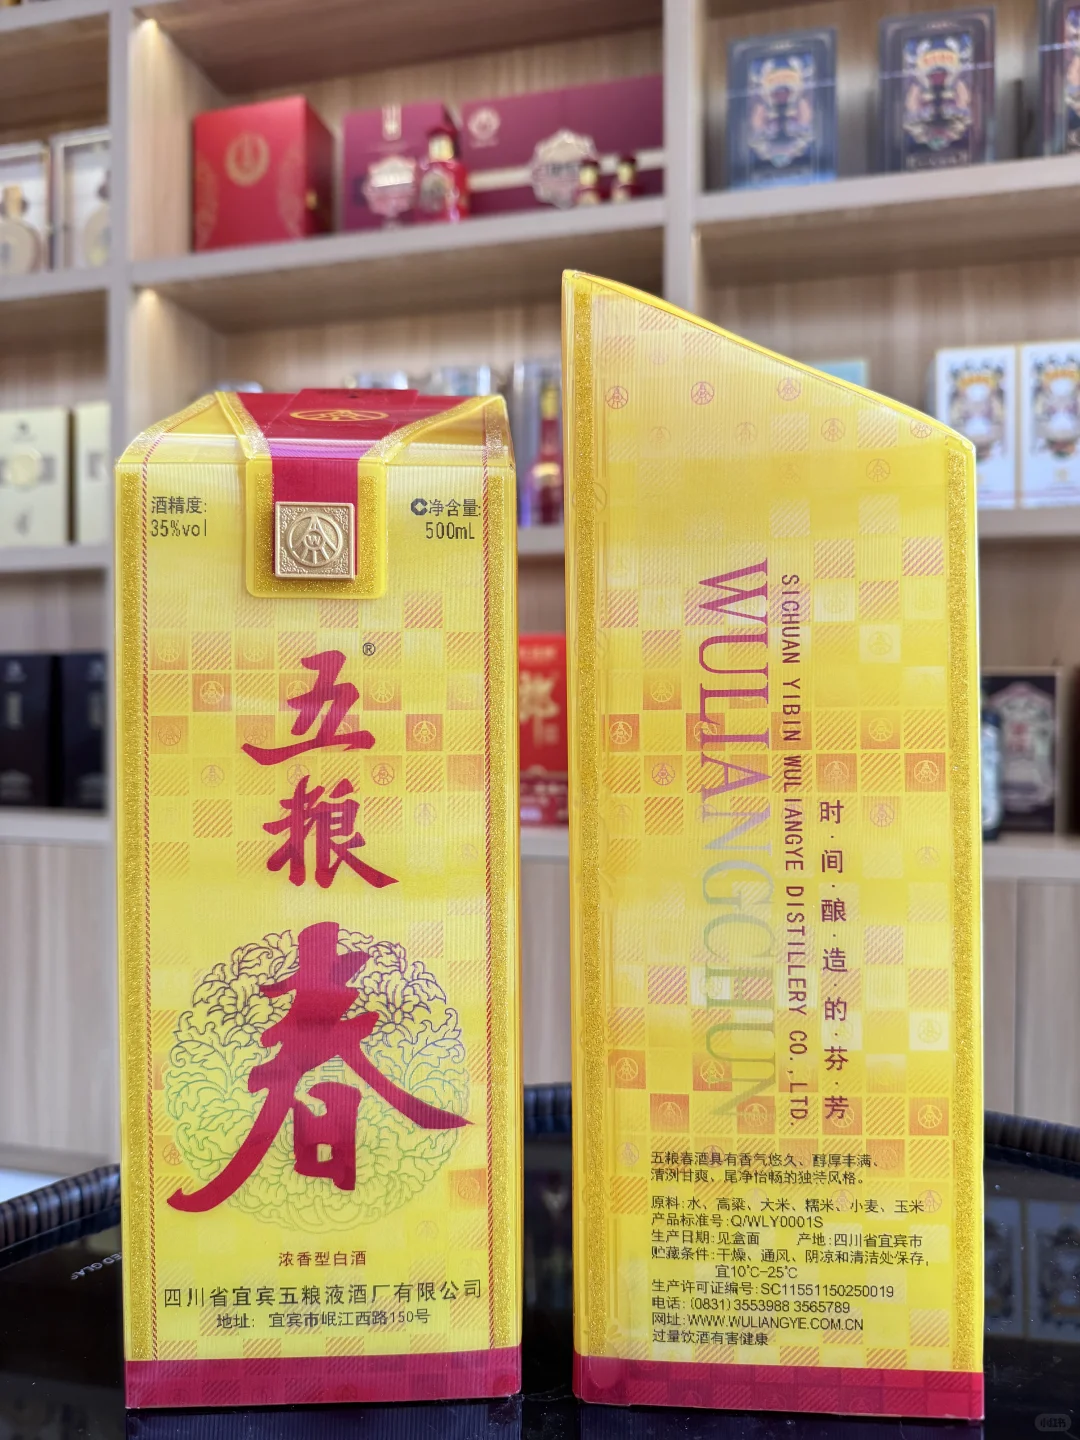 酒精度:
35%vol
C净含量:
500mL
五
粮
春
®
浓香型白酒
四川省宜宾五粮液酒厂有限公司
地址: 宜宾市岷江西路150号
WULIANGCHUN
SICHUAN YIBIN WULIANGYE DISTILLERY CO.,LTD.
时·间·酿·造·的·芬·芳
五粮春酒具有香气悠久、醇厚丰满、
清冽甘爽、尾净怡畅的独特风格。
原料:水、高粱、大米、糯米、小麦、玉米
产品标准号:Q/WLY0001S
生产日期:见盒面 产地:四川省宜宾市
贮藏条件:干燥、通风、阴凉和清洁处保存,
宜10℃-25℃
生产许可证编号:SC11551150250019
电话:(0831)3553988 3565789
网址:WWW.WULIANGYE.COM.CN
过量饮酒有害健康